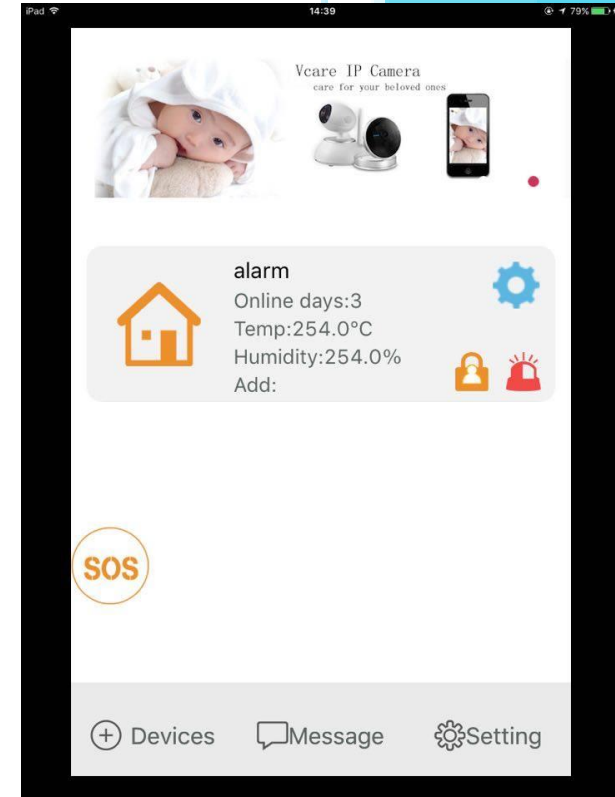 iPad 14:39 79%
Vcare IP Camera
care for your beloved ones
alarm
Online days:3
Temp:254.0°C
Humidity:254.0%
Add:
SOS
Devices Message Setting